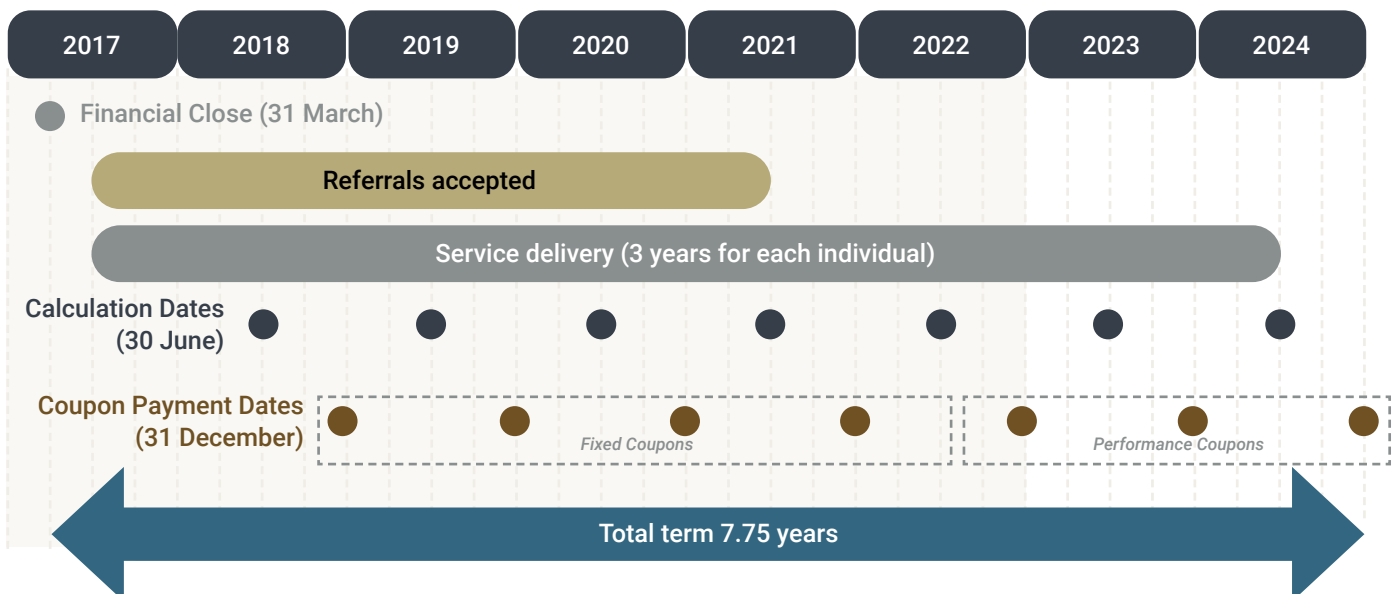 2017 2018 2019 2020 2021 2022 2023 2024
Financial Close (31 March)
Referrals accepted
Service delivery (3 years for each individual)
Calculation Dates
(30 June)
Coupon Payment Dates
(31 December)
Fixed Coupons
Performance Coupons
Total term 7.75 years